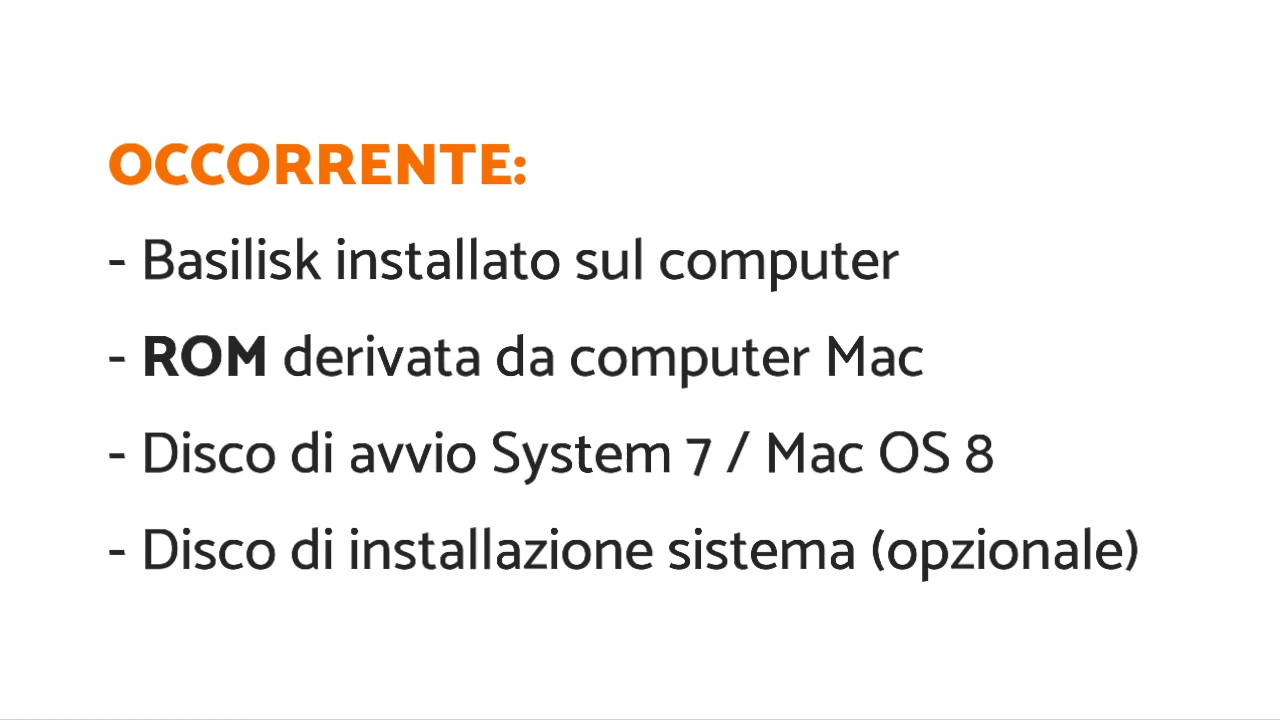 OCCORRENTE:
- Basilisk installato sul computer
- ROM derivata da computer Mac
- Disco di avvio System 7 / Mac OS 8
- Disco di installazione sistema (opzionale)